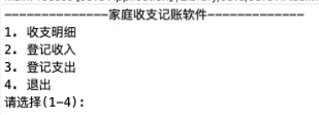 --------------家庭收支记账软件--------------
1. 收支明细
2. 登记收入
3. 登记支出
4. 退出
请选择(1-4):